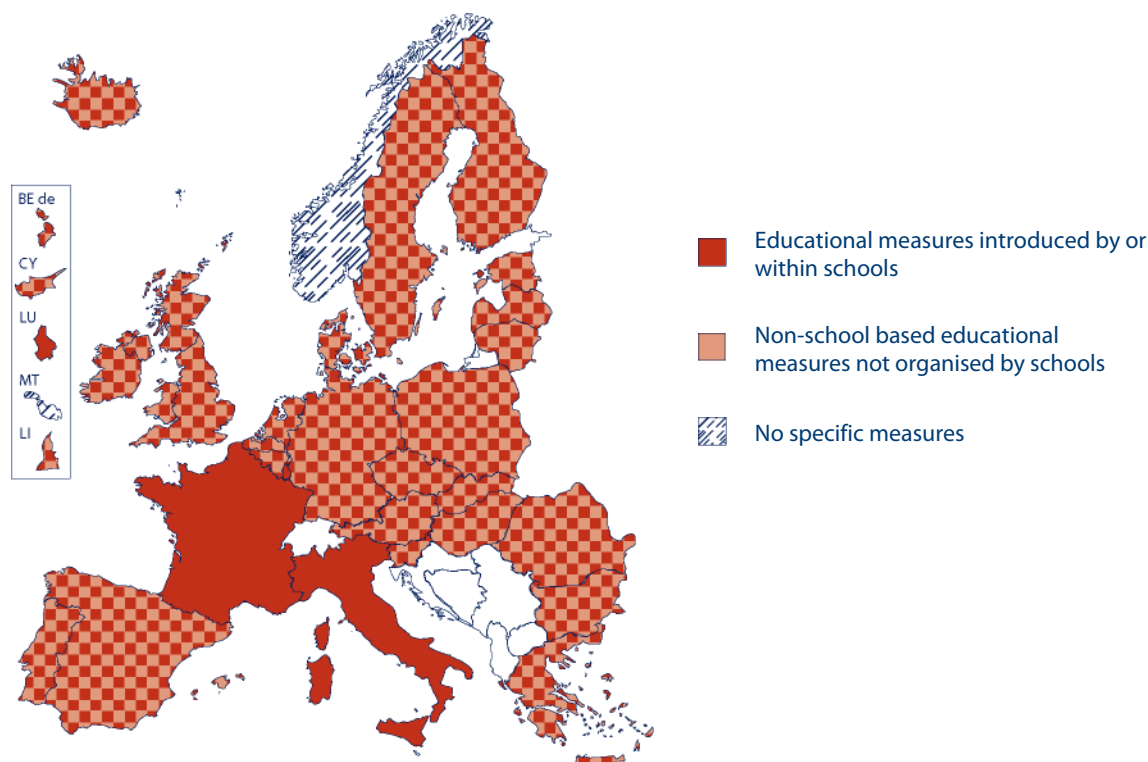 BE de
CY
LU
MT
LI
Educational measures introduced by or
within schools
Non-school based educational
measures not organised by schools
No specific measures